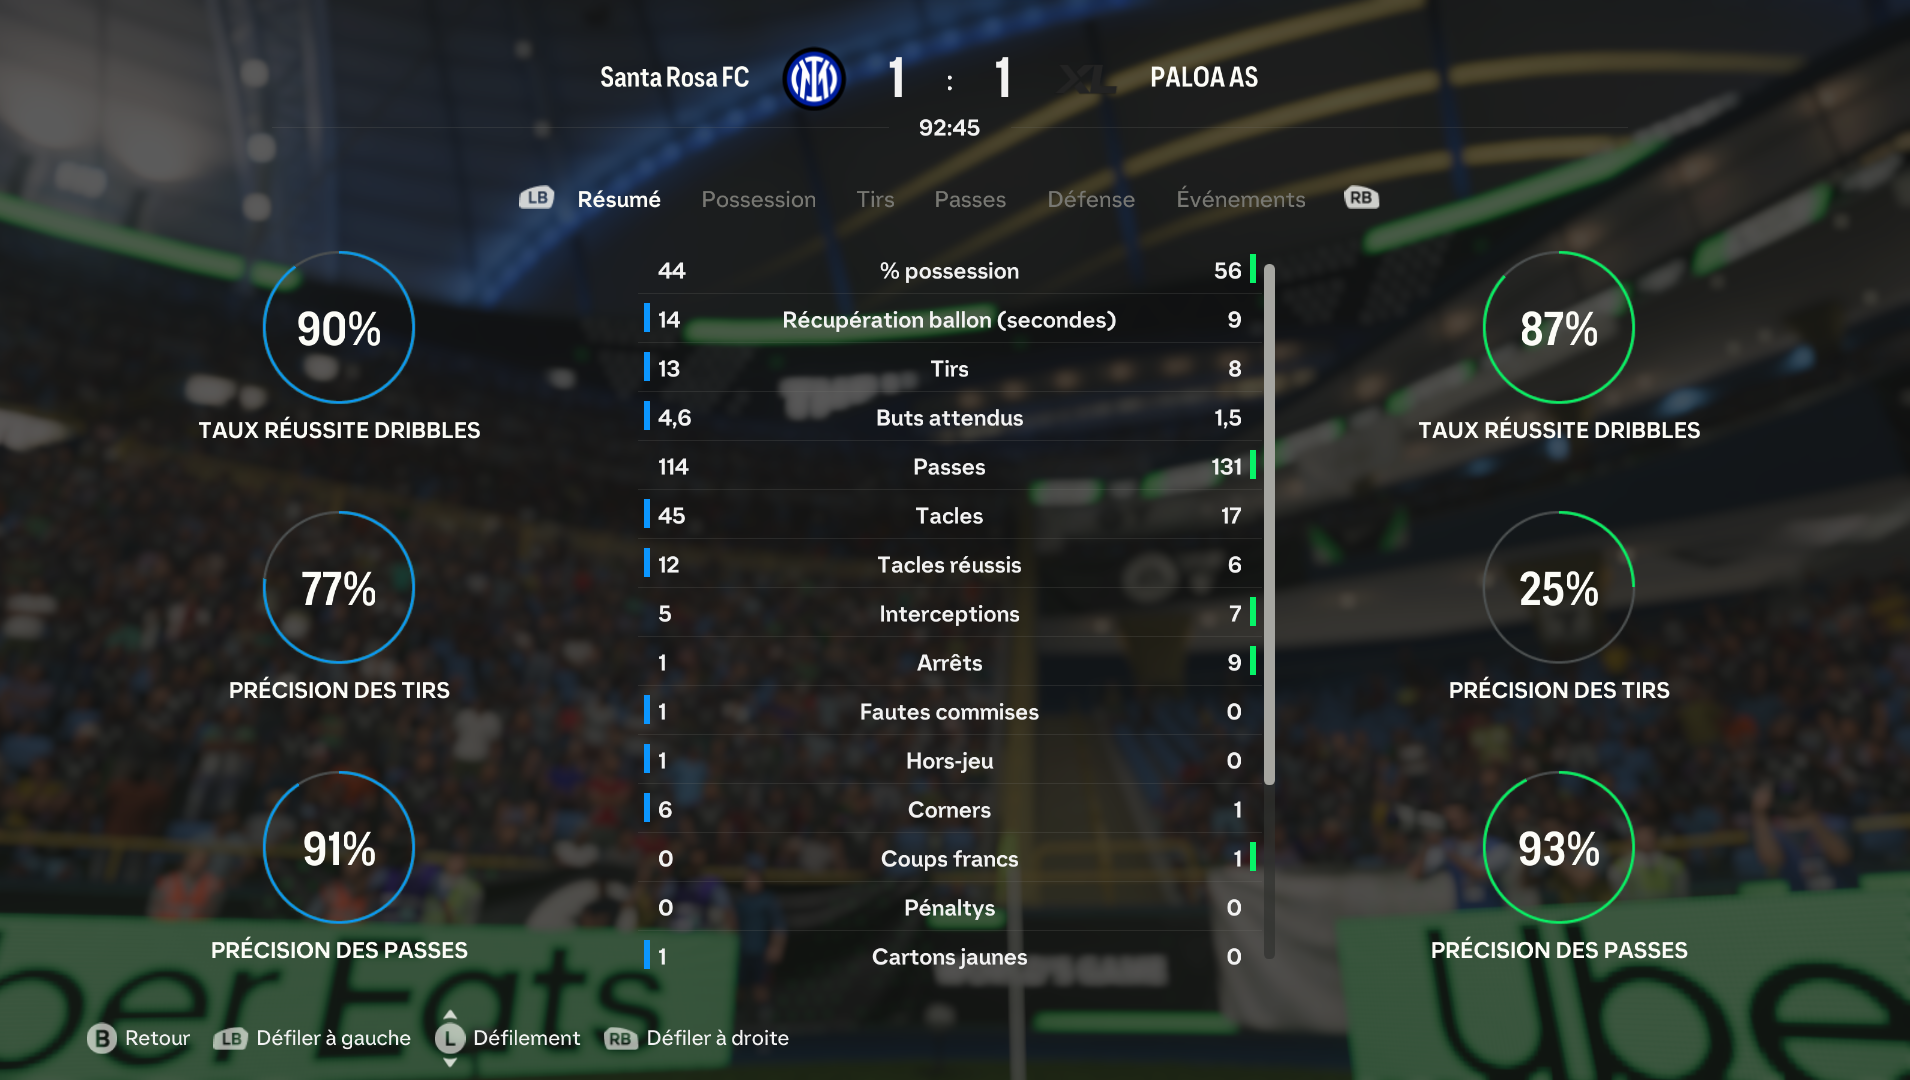 Santa Rosa FC 1 : 1 XL PALOA AS
92:45
LB Résumé Possession Tirs Passes Défense Événements RB
44 % possession 56
14 Récupération ballon (secondes) 9
13 Tirs 8
4,6 Buts attendus 1,5
114 Passes 131
45 Tacles 17
12 Tacles réussis 6
5 Interceptions 7
1 Arrêts 9
1 Fautes commises 0
1 Hors-jeu 0
6 Corners 1
0 Coups francs 1
0 Pénaltys 0
1 Cartons jaunes 0
90%
TAUX RÉUSSITE DRIBBLES
77%
PRÉCISION DES TIRS
91%
PRÉCISION DES PASSES
87%
TAUX RÉUSSITE DRIBBLES
25%
PRÉCISION DES TIRS
93%
PRÉCISION DES PASSES
ber Eats
Ube
B Retour LB Défiler à gauche L Défilement RB Défiler à droite